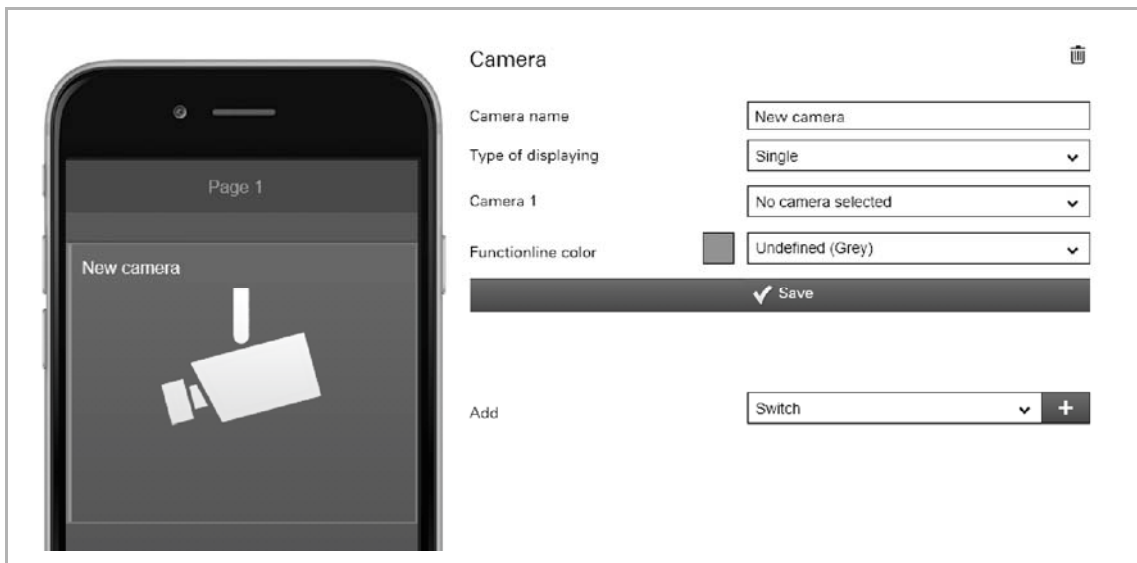 Page 1
New camera
Camera
Camera name
New camera
Type of displaying
Single
Camera 1
No camera selected
Functionline color
Undefined (Grey)
Save
Add
Switch